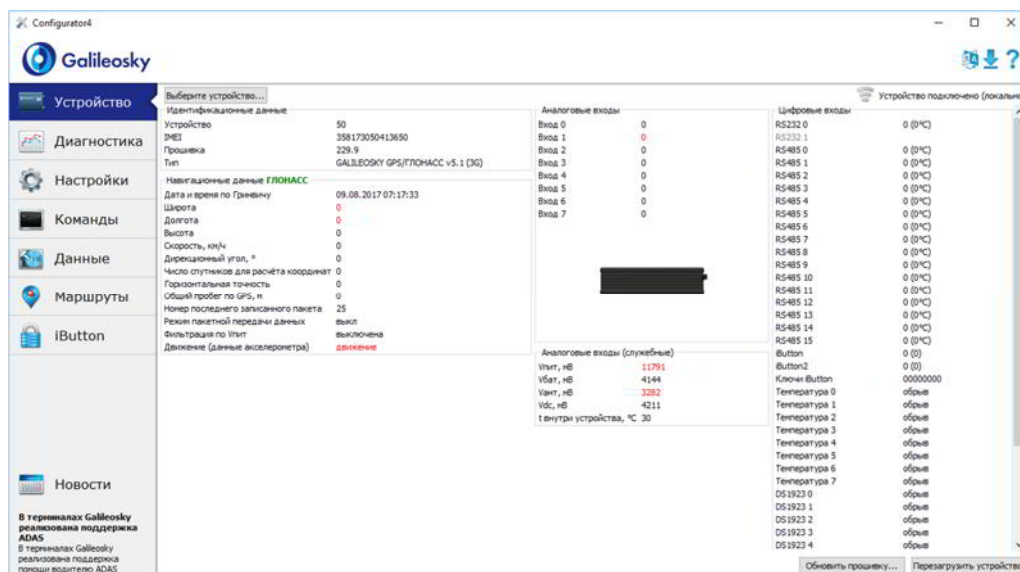 Configurator4
Galileosky
Устройство
Диагностика
Настройки
Команды
Данные
Маршруты
iButton
Новости
В терминалах Galileosky
реализована поддержка
ADAS
В терминалах Galileosky
реализована поддержка
помощи водителю ADAS
Выберите устройство...
Устройство подключено (локально
Идентификационные данные
Устройство 50
IMEI 358173050413650
Прошивка 229.9
Тип GALILEOSKY GPS/ГЛОНАСС v5.1 (3G)
Навигационные данные ГЛОНАСС
Дата и время по Гринвичу 09.08.2017 07:17:33
Широта 0
Долгота 0
Высота 0
Скорость, км/ч 0
Дирекционный угол, ° 0
Число спутников для расчёта координат 0
Горизонтальная точность 0
Общий пробег по GPS, м 0
Номер последнего записанного пакета 25
Режим пакетной передачи данных выкл
Фильтрация по Vпит выключена
Движение (данные акселерометра) движение
Аналоговые входы
Вход 0 0
Вход 1 0
Вход 2 0
Вход 3 0
Вход 4 0
Вход 5 0
Вход 6 0
Вход 7 0
Аналоговые входы (служебные)
Vпит, мВ 11791
Vбат, мВ 4144
Vант, мВ 3282
Vdc, мВ 4211
t внутри устройства, °C 30
Цифровые входы
RS232 0 0 (0°C)
RS232 1
RS485 0 0 (0°C)
RS485 1 0 (0°C)
RS485 2 0 (0°C)
RS485 3 0 (0°C)
RS485 4 0 (0°C)
RS485 5 0 (0°C)
RS485 6 0 (0°C)
RS485 7 0 (0°C)
RS485 8 0 (0°C)
RS485 9 0 (0°C)
RS485 10 0 (0°C)
RS485 11 0 (0°C)
RS485 12 0 (0°C)
RS485 13 0 (0°C)
RS485 14 0 (0°C)
RS485 15 0 (0°C)
iButton 0 (0)
iButton2 0 (0)
Ключи iButton 00000000
Температура 0 обрыв
Температура 1 обрыв
Температура 2 обрыв
Температура 3 обрыв
Температура 4 обрыв
Температура 5 обрыв
Температура 6 обрыв
Температура 7 обрыв
DS1923 0 обрыв
DS1923 1 обрыв
DS1923 2 обрыв
DS1923 3 обрыв
DS1923 4 обрыв
Обновить прошивку...
Перезагрузить устройство